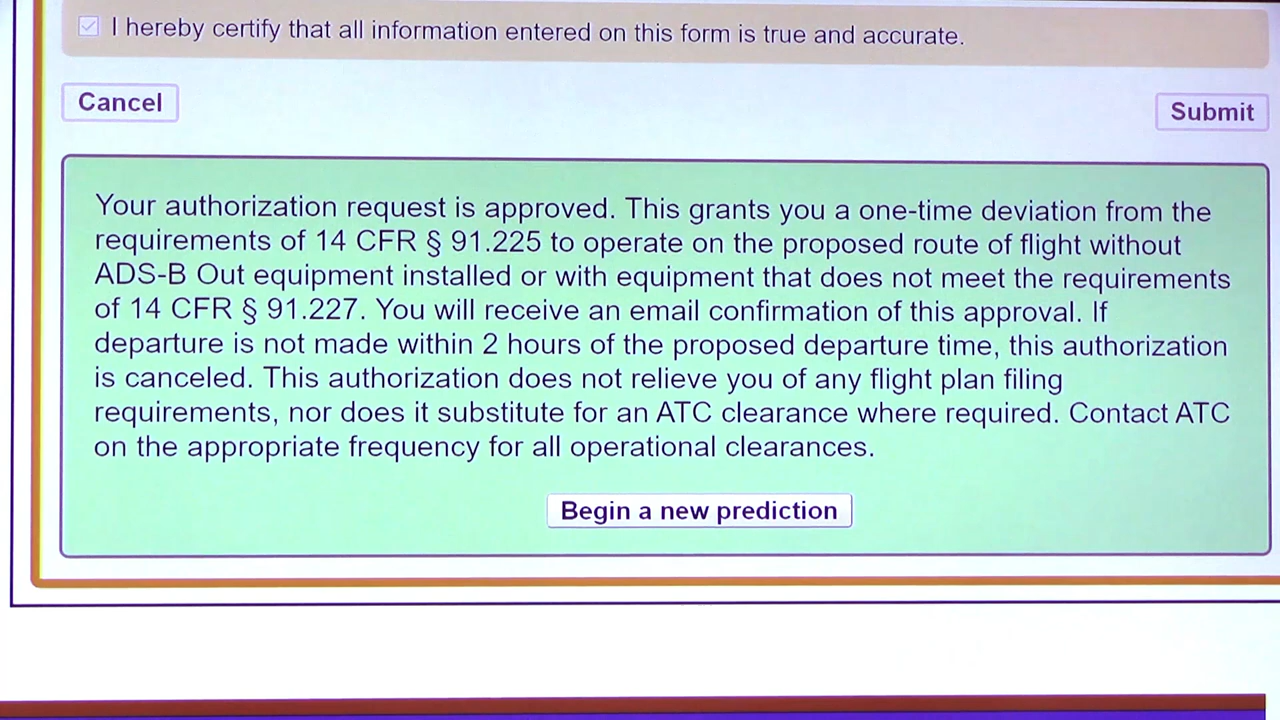 I hereby certify that all information entered on this form is true and accurate.
Cancel
Submit
Your authorization request is approved. This grants you a one-time deviation from the
requirements of 14 CFR § 91.225 to operate on the proposed route of flight without
ADS-B Out equipment installed or with equipment that does not meet the requirements
of 14 CFR § 91.227. You will receive an email confirmation of this approval. If
departure is not made within 2 hours of the proposed departure time, this authorization
is canceled. This authorization does not relieve you of any flight plan filing
requirements, nor does it substitute for an ATC clearance where required. Contact ATC
on the appropriate frequency for all operational clearances.
Begin a new prediction